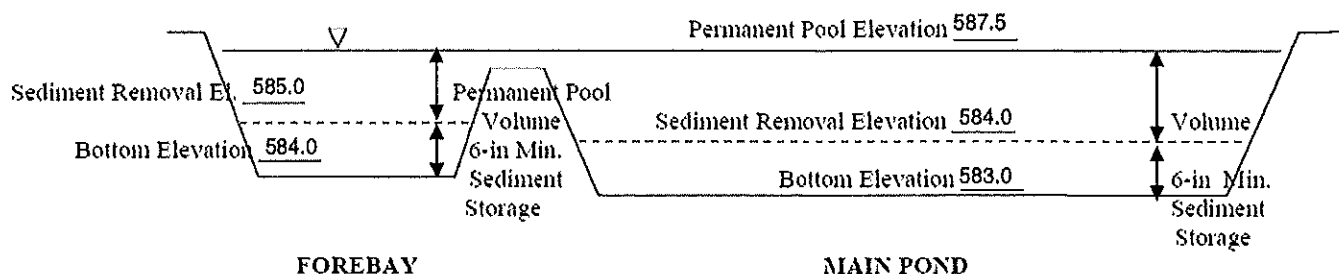 Permanent Pool Elevation 587.5
Sediment Removal El. 585.0
Permanent Pool
Volume
Sediment Removal Elevation 584.0
Volume
Bottom Elevation 584.0
6-in Min.
Sediment
Storage
Bottom Elevation 583.0
6-in Min.
Sediment
Storage
FOREBAY
MAIN POND